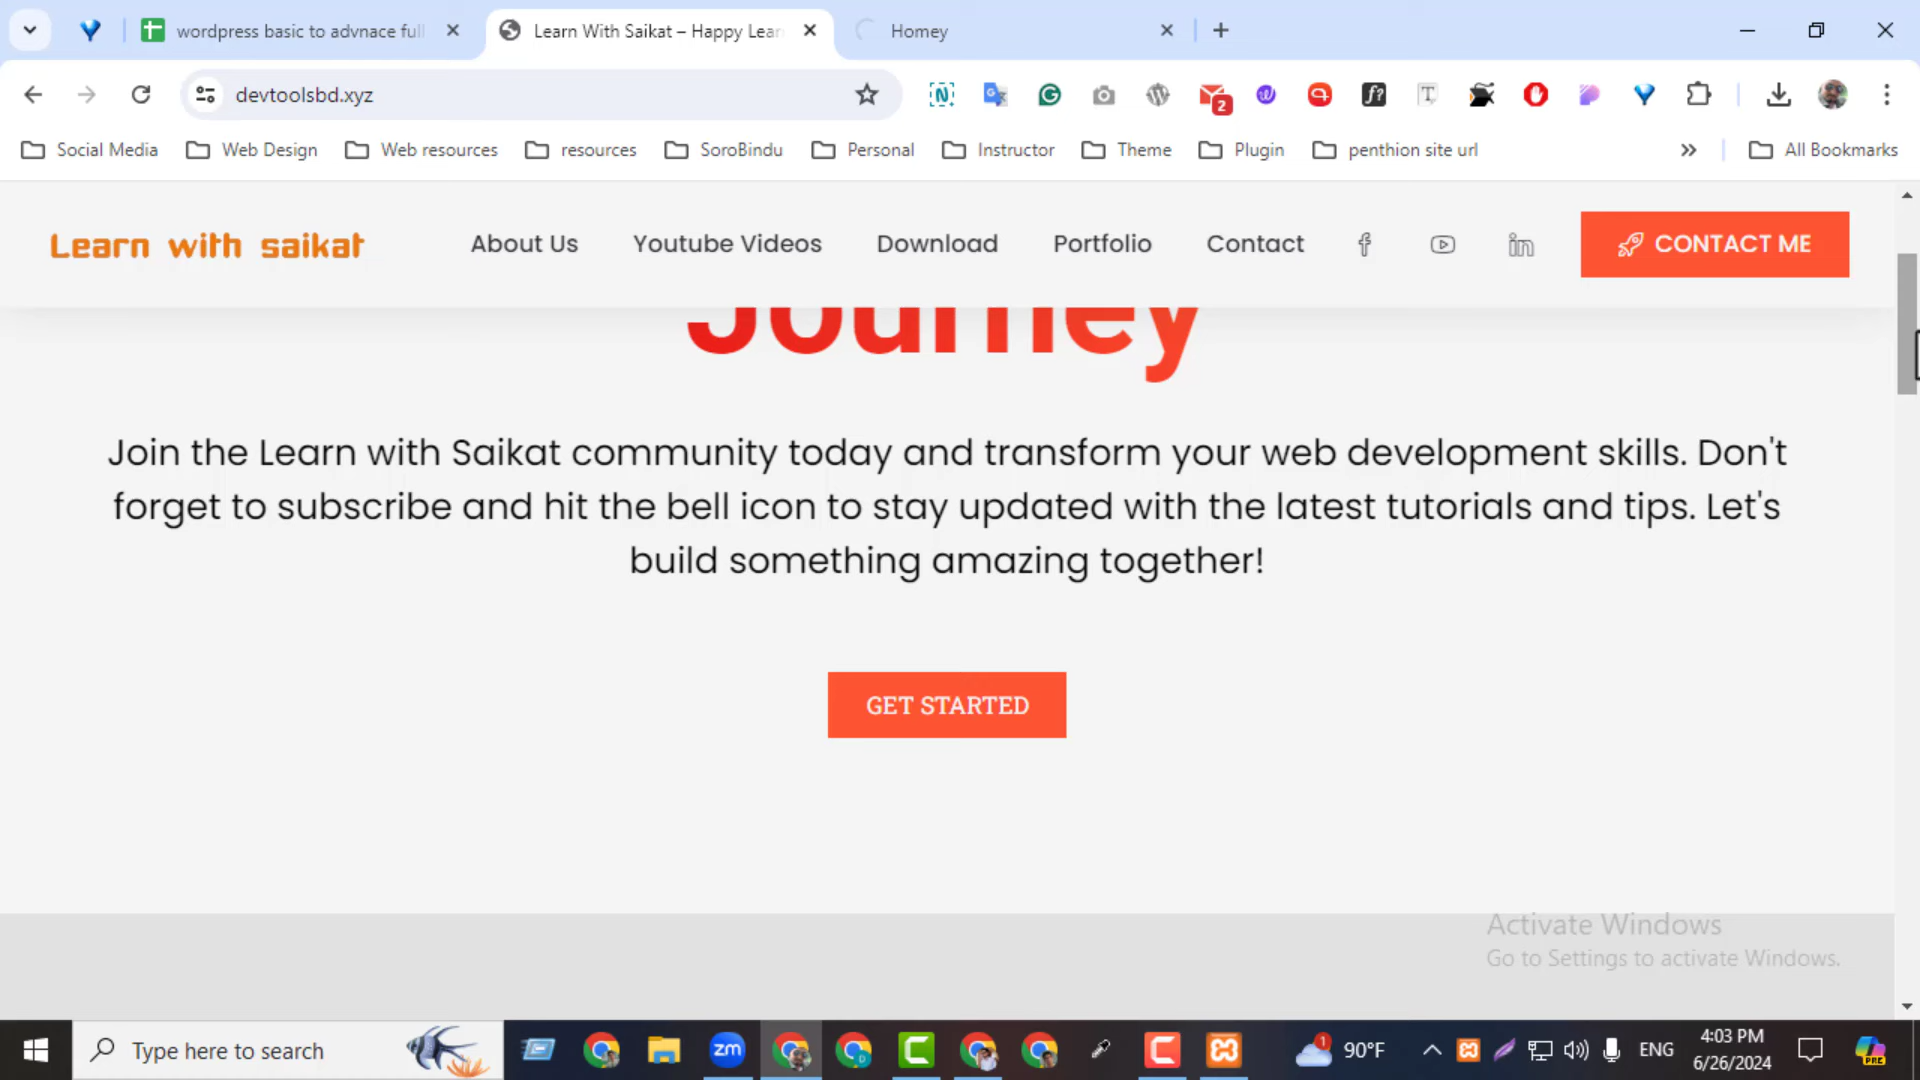 wordpress basic to advnace full
Learn With Saikat – Happy Lear
Homey
devtoolsbd.xyz
2
Social Media
Web Design
Web resources
resources
SoroBindu
Personal
Instructor
Theme
Plugin
penthion site url
All Bookmarks
Learn with saikat
About Us
Youtube Videos
Download
Portfolio
Contact
CONTACT ME
Journey
Join the Learn with Saikat community today and transform your web development skills. Don't
forget to subscribe and hit the bell icon to stay updated with the latest tutorials and tips. Let's
build something amazing together!
GET STARTED
Activate Windows
Go to Settings to activate Windows.
Type here to search
zm
1
90°F
ENG
4:03 PM
6/26/2024
PRE